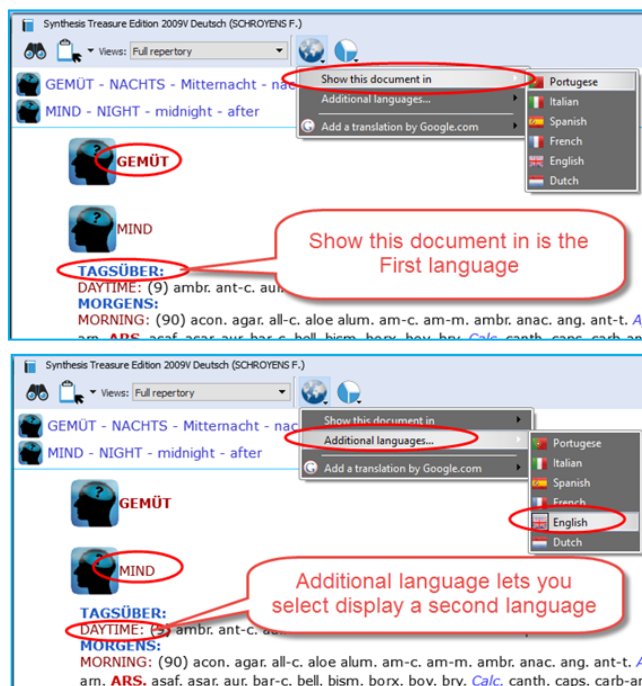 Synthesis Treasure Edition 2009V Deutsch (SCHROYENS F.)
Views: Full repertory
Show this document in
Additional languages...
Add a translation by Google.com
Portugese
Italian
Spanish
French
English
Dutch
GEMÜT - NACHTS - Mitternacht -
MIND - NIGHT - midnight - after
GEMÜT
MIND
Show this document in is the
First language
TAGSÜBER:
DAYTIME: (9) ambr. ant-c.
MORGENS:
MORNING: (90) acon. agar. all-c. aloe alum. am-c. am-m. ambr. anac. ang. ant-t.
arn. ARS. asaf. asar. aur. bar-c. bell. bism. borx. bov. bry. Calc. canth. caps.
Synthesis Treasure Edition 2009V Deutsch (SCHROYENS F.)
Views: Full repertory
Show this document in
Additional languages...
Add a translation by Google.com
Portugese
Italian
Spanish
French
English
Dutch
GEMÜT - NACHTS - Mitternacht -
MIND - NIGHT - midnight - after
GEMÜT
MIND
Additional language lets you
select display a second language
TAGSÜBER:
DAYTIME: (9) ambr. ant-c.
MORGENS:
MORNING: (90) acon. agar. all-c. aloe alum. am-c. am-m. ambr. anac. ang. ant-t.
arn. ARS. asaf. asar. aur. bar-c. bell. bism. borx. bov. bry. Calc. canth. caps.